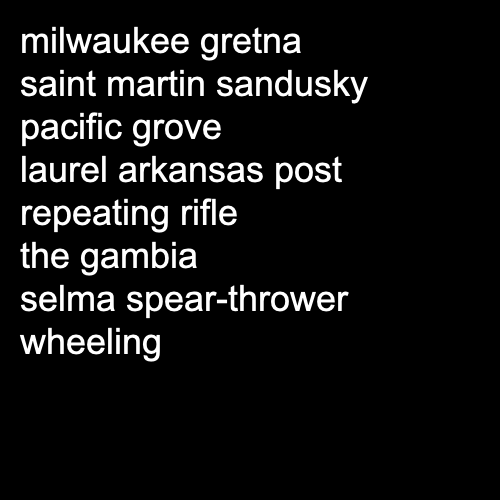 milwaukee gretna
saint martin sandusky
pacific grove
laurel arkansas post
repeating rifle
the gambia
selma spear-thrower
wheeling